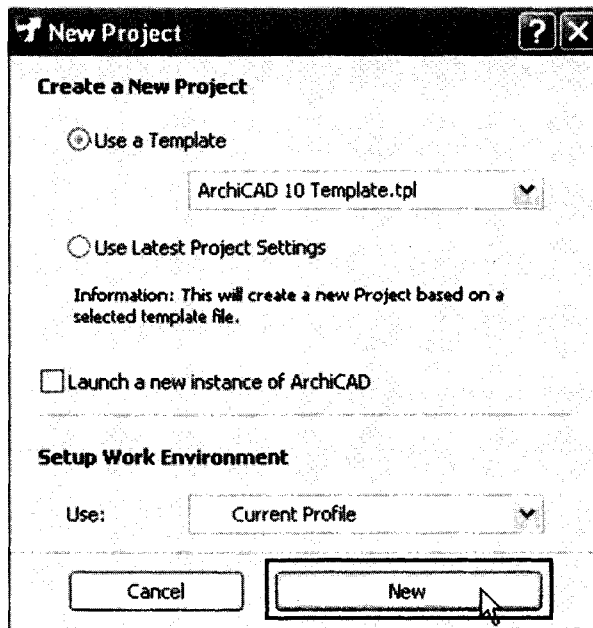 New Project
Create a New Project
Use a Template
ArchiCAD 10 Template.tpl
Use Latest Project Settings
Information: This will create a new Project based on a
selected template file.
Launch a new instance of ArchiCAD
Setup Work Environment
Use: Current Profile
Cancel New